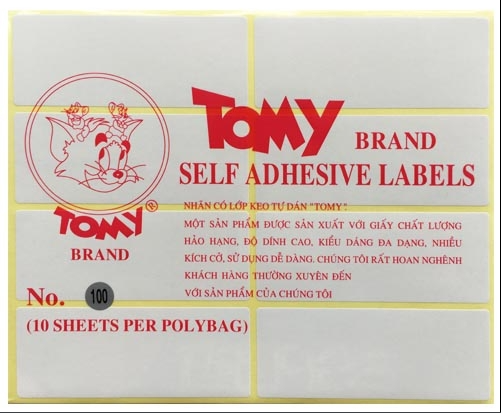 TOMY BRAND
SELF ADHESIVE LABELS
NHÃN CÓ LỚP KEO TỰ DÁN "TOMY".
MỘT SẢN PHẨM ĐƯỢC SẢN XUẤT VỚI GIẤY CHẤT LƯỢNG
HẢO HẠNG, ĐỘ DÍNH CAO, KIỂU DÁNG ĐA DẠNG, NHIỀU
KÍCH CỞ, SỬ DỤNG DỄ DÀNG. CHÚNG TÔI RẤT HOAN NGHÊNH
KHÁCH HÀNG THƯỜNG XUYÊN ĐẾN
VỚI SẢN PHẨM CỦA CHÚNG TÔI
TOMY®
BRAND
No. 100
(10 SHEETS PER POLYBAG)